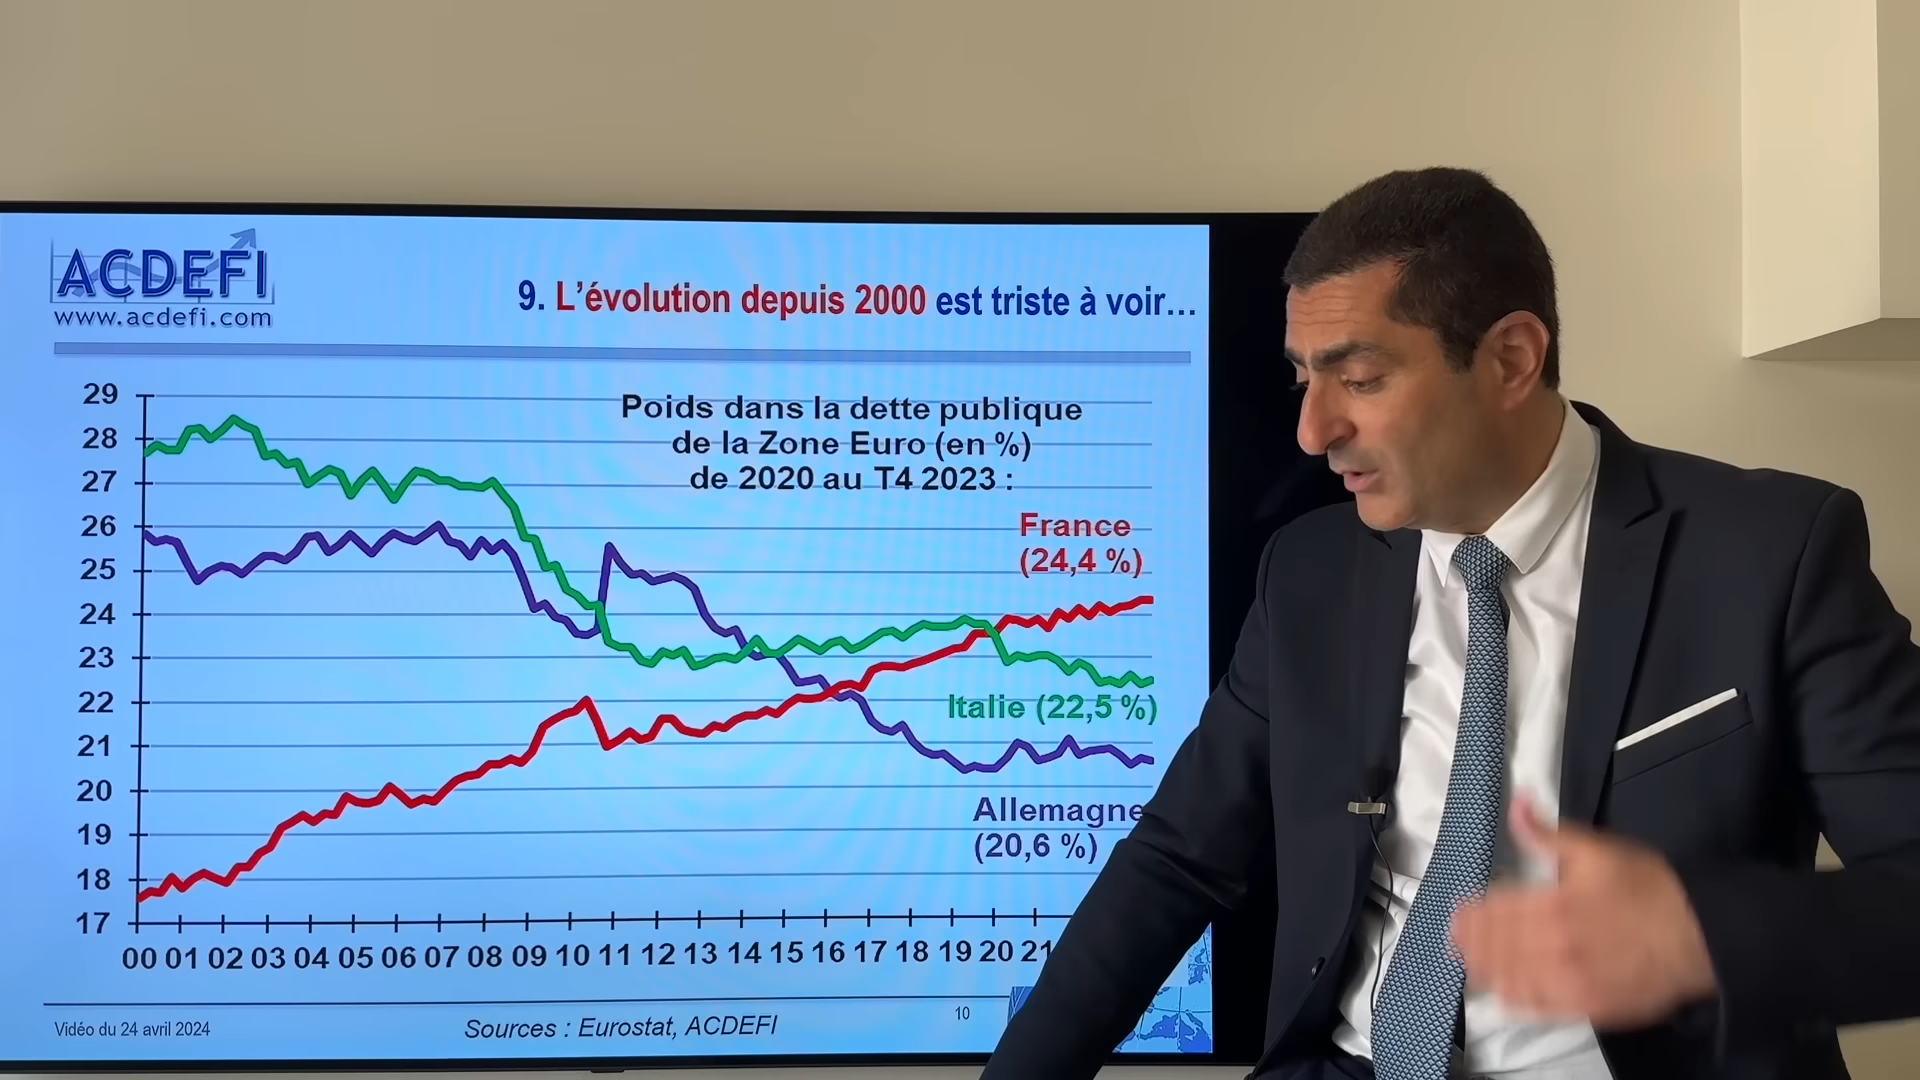 ACDEFI
www.acdefi.com
9. L’évolution depuis 2000 est triste à voir...
Poids dans la dette publique
de la Zone Euro (en %)
de 2020 au T4 2023 :
France
(24,4 %)
Italie (22,5 %)
Allemagne
(20,6 %)
29
28
27
26
25
24
23
22
21
20
19
18
17
00 01 02 03 04 05 06 07 08 09 10 11 12 13 14 15 16 17 18 19 20 21
Vidéo du 24 avril 2024
Sources : Eurostat, ACDEFI
10